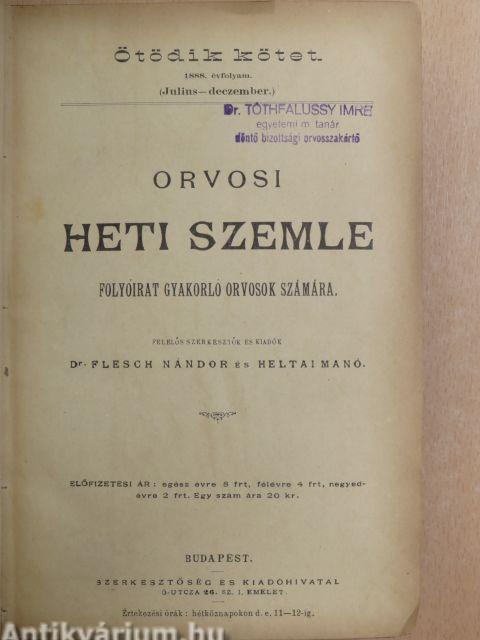 Ötödik kötet.
1888. évfolyam.
(Julius—deczember.)
Dr. TÓTHFALUSSY IMRE
egyetemi m. tanár
döntő bizottsági orvosszakértő
ORVOSI
HETI SZEMLE
FOLYÓIRAT GYAKORLÓ ORVOSOK SZÁMÁRA.
FELELŐS SZERKESZTŐK ÉS KIADÓK
Dr. FLESCH NÁNDOR ÉS HELTAI MANÓ.
ELŐFIZETÉSI ÁR : egész évre 8 frt, félévre 4 frt, negyed-
évre 2 frt. Egy szám ára 20 kr.
BUDAPEST.
SZERKESZTŐSÉG ÉS KIADÓHIVATAL
Ó-UTCZA 26. SZ. I. EMELET.
Értekezési órák : hétköznapokon d. e. 11—12-ig.
Antikvárium.hu